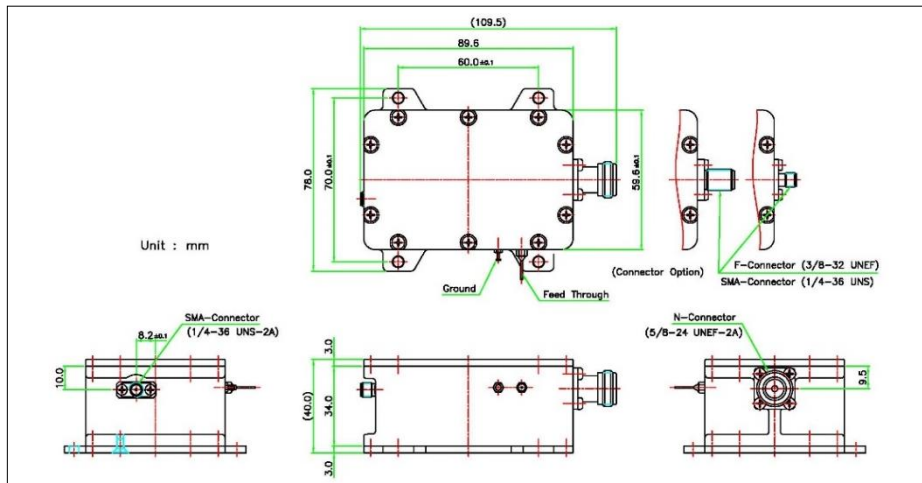 (109.5)
89.6
60.0±0.1
78.0
70.0±0.1
59.6±0.1
Unit : mm
(Connector Option)
F-Connector (3/8-32 UNEF)
SMA-Connector (1/4-36 UNS)
Ground
Feed Through
SMA-Connector
(1/4-36 UNS-2A)
8.2±0.1
10.0
3.0
(40.0)
34.0
3.0
N-Connector
(5/8-24 UNEF-2A)
9.5